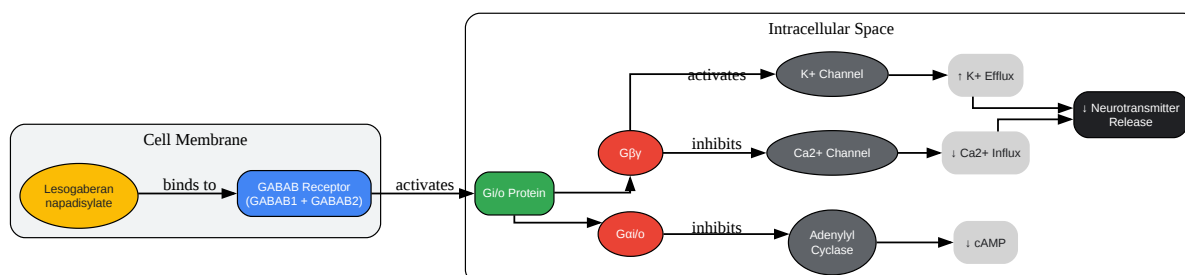 Intracellular Space
activates
K+ Channel
↑ K+ Efflux
↓ Neurotransmitter
Release
Cell Membrane
Gβγ
inhibits
Ca2+ Channel
↓ Ca2+ Influx
Lesogaberan
napadisylate
binds to
GABAB Receptor
(GABAB1 + GABAB2)
activates
Gi/o Protein
Gαi/o
inhibits
Adenylyl
Cyclase
↓ cAMP